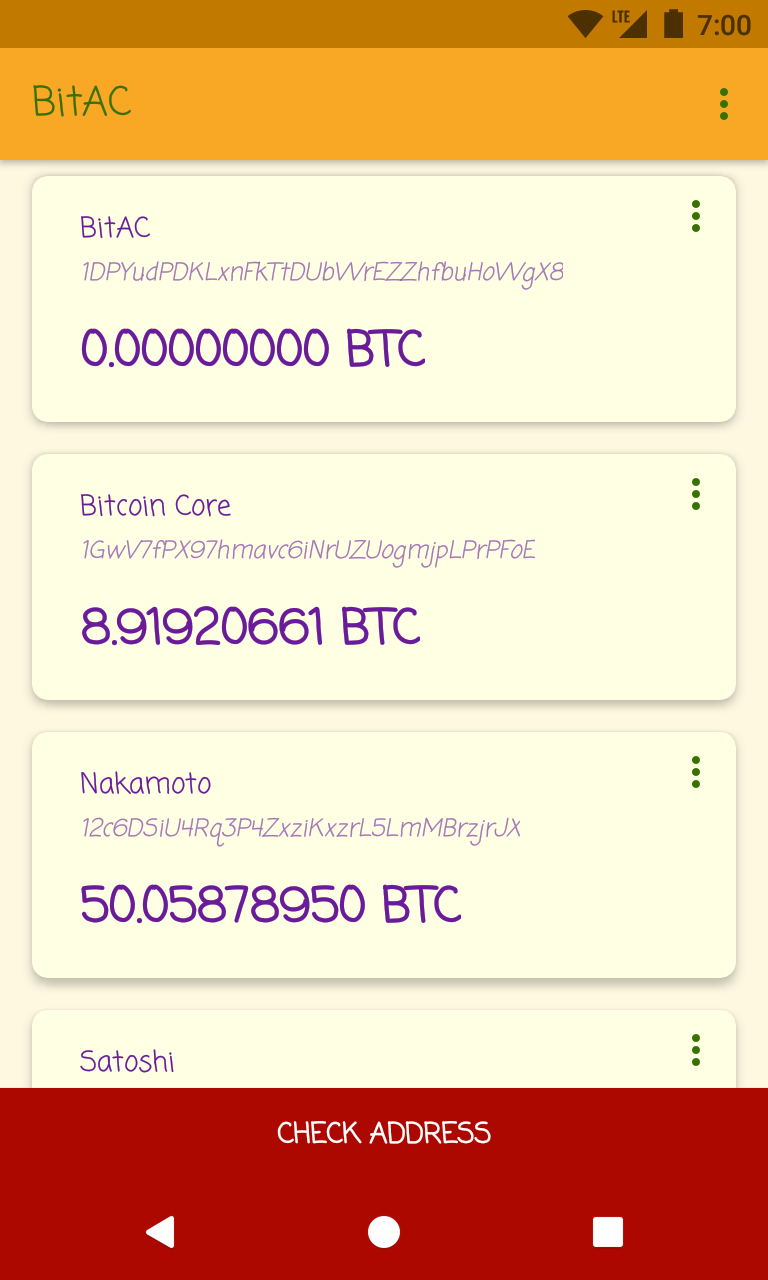 LTE 7:00
BitAC
BitAC
1DPYudPDKLxnFkTtDUbWrEZZhfbuHoWgX8
0.00000000 BTC
Bitcoin Core
1GwV7fPX97hmavc6iNrUZUogmjpLPrPFoE
8.91920661 BTC
Nakamoto
12c6DSiU4Rq3P4ZxziKxzrL5LmMBrzjrJX
50.05878950 BTC
Satoshi
CHECK ADDRESS